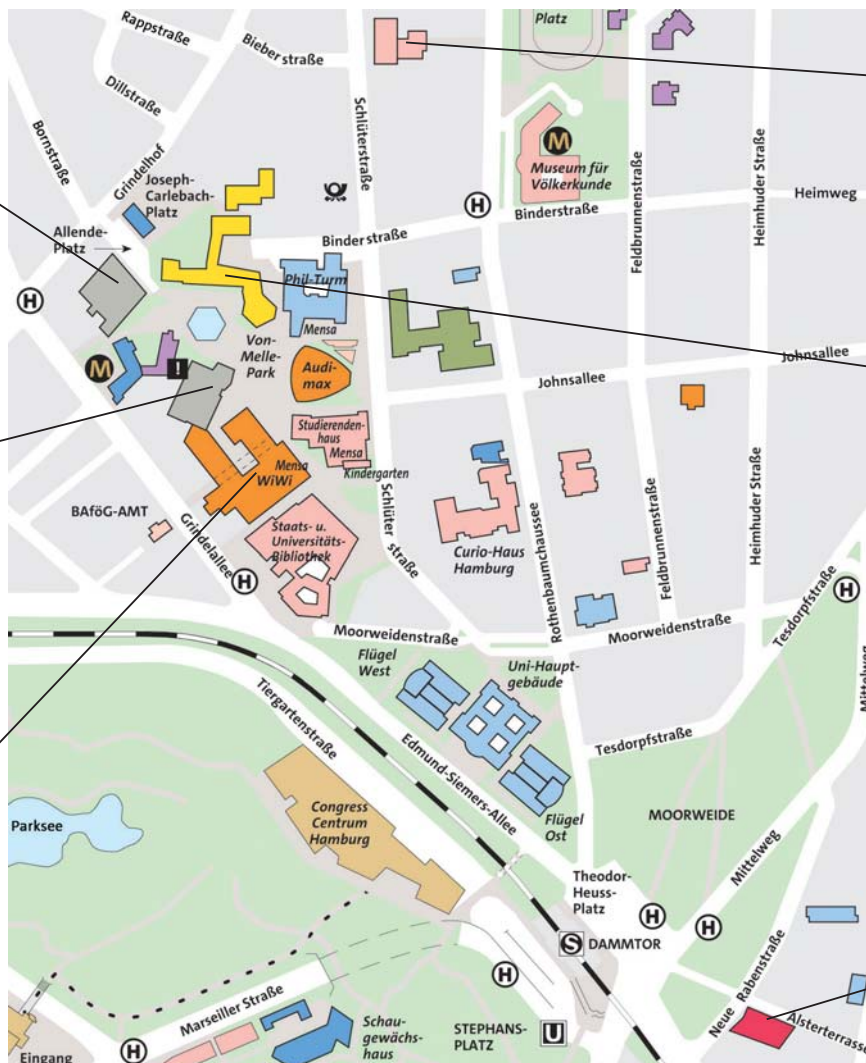 Platz
Rappstraße
Bieberstraße
Dillstraße
Bornstraße
Grindelhof
Schlüterstraße
Joseph-
Carlebach-
Platz
M
Museum für
Völkerkunde
Feldbrunnenstraße
Heimhuder Straße
Heimweg
H
Binderstraße
Allende-
Platz
Binderstraße
H
Phil-Turm
Mensa
Von-
Melle-
Park
M
!
Audi-
max
Johnsallee
Johnsallee
Studierenden-
haus
Mensa
Kindergarten
Mensa
WiWi
BAföG-AMT
Grindelallee
H
Staats- u.
Universitäts-
Bibliothek
Schlüter
straße
Curio-Haus
Hamburg
Rothenbaumchaussee
Feldbrunnenstraße
Heimhuder Straße
H
Tesdorpfstraße
Moorweidenstraße
Moorweidenstraße
Mittelweg
Flügel
West
Uni-Haupt-
gebäude
Tiergartenstraße
Edmund-Siemers-Allee
Tesdorpfstraße
Flügel
Ost
Congress
Centrum
Hamburg
Parksee
MOORWEIDE
Mittelweg
Theodor-
Heuss-
Platz
H
H
S
DAMMTOR
H
Neue Rabenstraße
Alsterterrasse
Marseiller Straße
Schau-
gewächs-
haus
STEPHANS-
PLATZ
U
Eingang
H